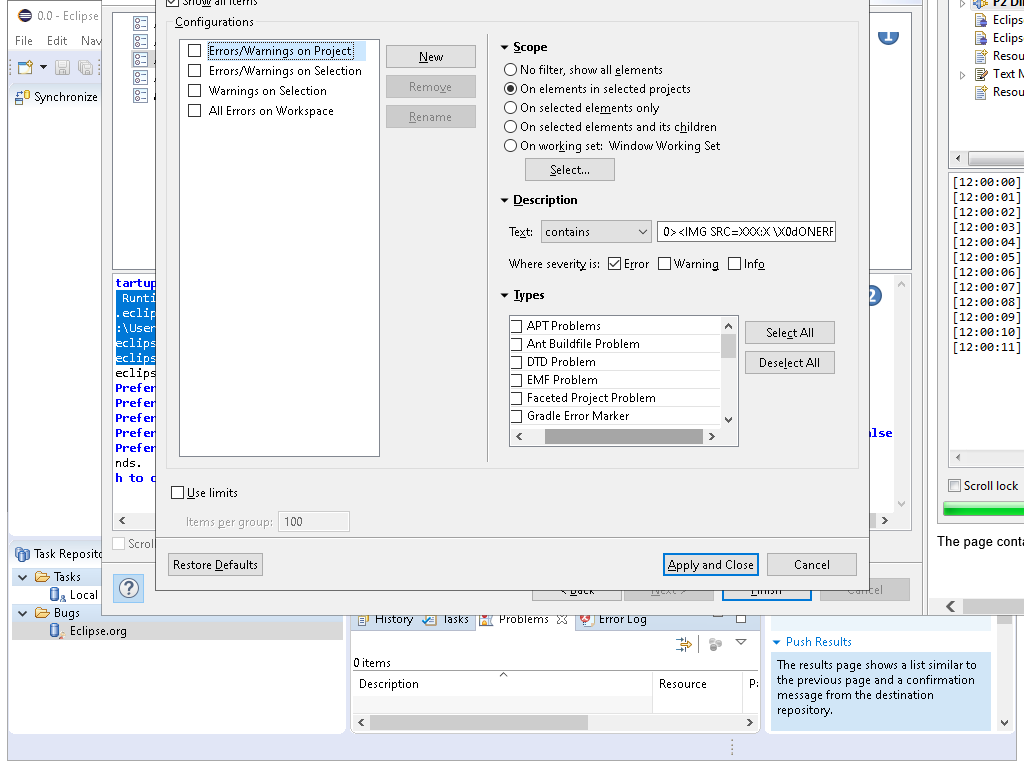 0.0 - Eclipse
File Edit Nav
Synchronize
Show all items
Configurations
Errors/Warnings on Project
Errors/Warnings on Selection
Warnings on Selection
All Errors on Workspace
New
Remove
Rename
Scope
No filter, show all elements
On elements in selected projects
On selected elements only
On selected elements and its children
On working set: Window Working Set
Select...
Description
Text: contains 0><IMG SRC=XXX:X \X0dONERF
Where severity is: Error Warning Info
Types
APT Problems
Ant Buildfile Problem
DTD Problem
EMF Problem
Faceted Project Problem
Gradle Error Marker
Select All
Deselect All
Use limits
Items per group: 100
Restore Defaults
Apply and Close
Cancel
1
2
tartup
Runti
.eclip
:\User
eclips
eclips
eclips
Prefer
Prefer
Prefer
Prefer
alse
Prefer
nds.
h to c
Scroll
< Back
Next >
Finish
Cancel
P2 Di
Eclips
Eclips
Resou
Text M
Resou
[12:00:00]
[12:00:01]
[12:00:02]
[12:00:03]
[12:00:04]
[12:00:05]
[12:00:06]
[12:00:07]
[12:00:08]
[12:00:09]
[12:00:10]
[12:00:11]
Scroll lock
The page conta
Task Reposito
Tasks
Local
Bugs
Eclipse.org
History Tasks Problems Error Log
0 items
Description Resource Pa
Push Results
The results page shows a list similar to
the previous page and a confirmation
message from the destination
repository.